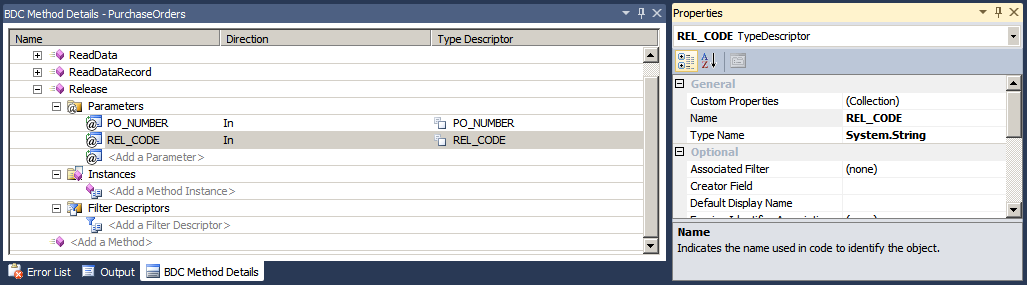 BDC Method Details - PurchaseOrders
Name Direction Type Descriptor
ReadData
ReadDataRecord
Release
Parameters
PO_NUMBER In PO_NUMBER
REL_CODE In REL_CODE
<Add a Parameter>
Instances
<Add a Method Instance>
Filter Descriptors
<Add a Filter Descriptor>
<Add a Method>
Error List Output BDC Method Details
Properties
REL_CODE TypeDescriptor
General
Custom Properties (Collection)
Name REL_CODE
Type Name System.String
Optional
Associated Filter (none)
Creator Field
Default Display Name
Name
Indicates the name used in code to identify the object.